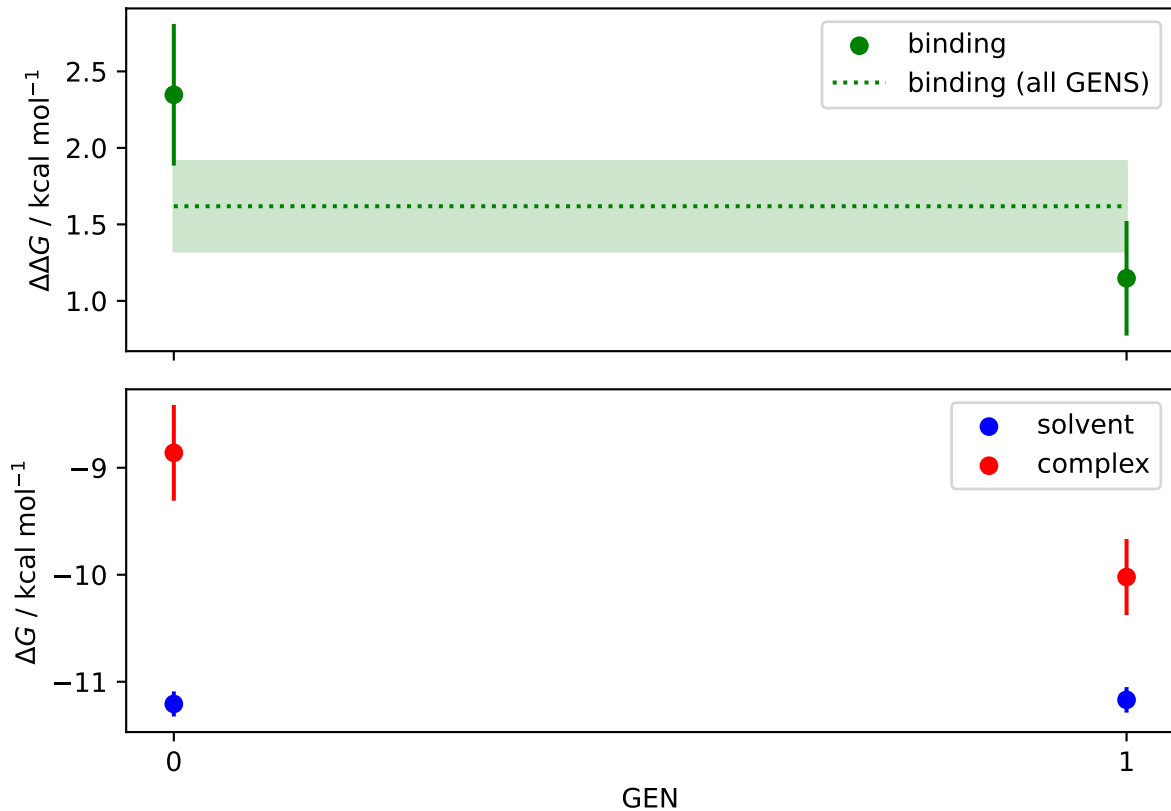 ΔΔG / kcal mol⁻¹
2.5
2.0
1.5
1.0
binding
binding (all GENS)
ΔG / kcal mol⁻¹
−9
−10
−11
solvent
complex
0
1
GEN